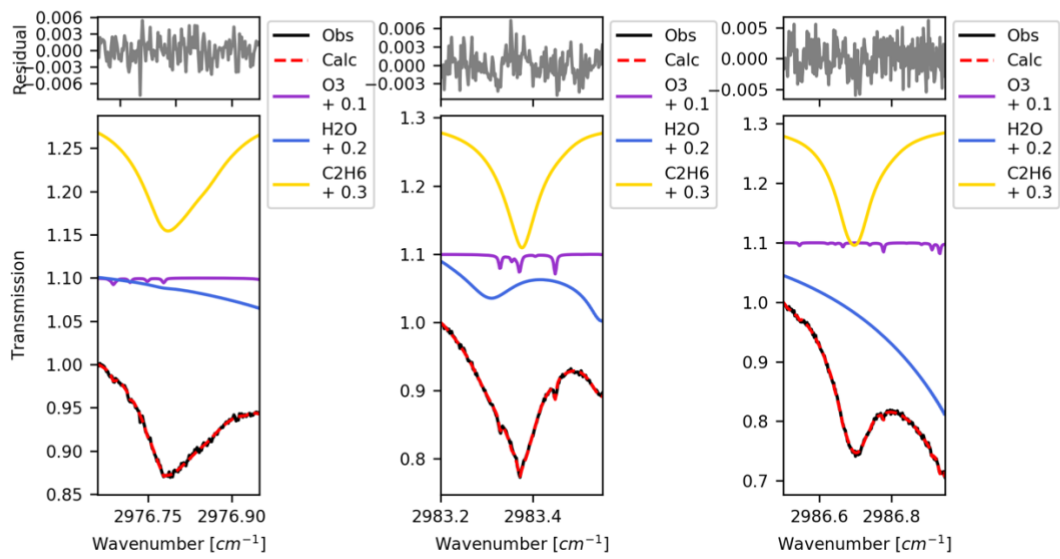 Residual
0.006
0.003
0.000
−0.003
−0.006
Obs
Calc
O3
+ 0.1
H2O
+ 0.2
C2H6
+ 0.3
Transmission
1.25
1.20
1.15
1.10
1.05
1.00
0.95
0.90
0.85
2976.75 2976.90
Wavenumber [cm⁻¹]
0.006
0.003
0.000
−0.003
Obs
Calc
O3
+ 0.1
H2O
+ 0.2
C2H6
+ 0.3
1.3
1.2
1.1
1.0
0.9
0.8
2983.2 2983.4
Wavenumber [cm⁻¹]
0.005
0.000
−0.005
Obs
Calc
O3
+ 0.1
H2O
+ 0.2
C2H6
+ 0.3
1.3
1.2
1.1
1.0
0.9
0.8
0.7
2986.6 2986.8
Wavenumber [cm⁻¹]